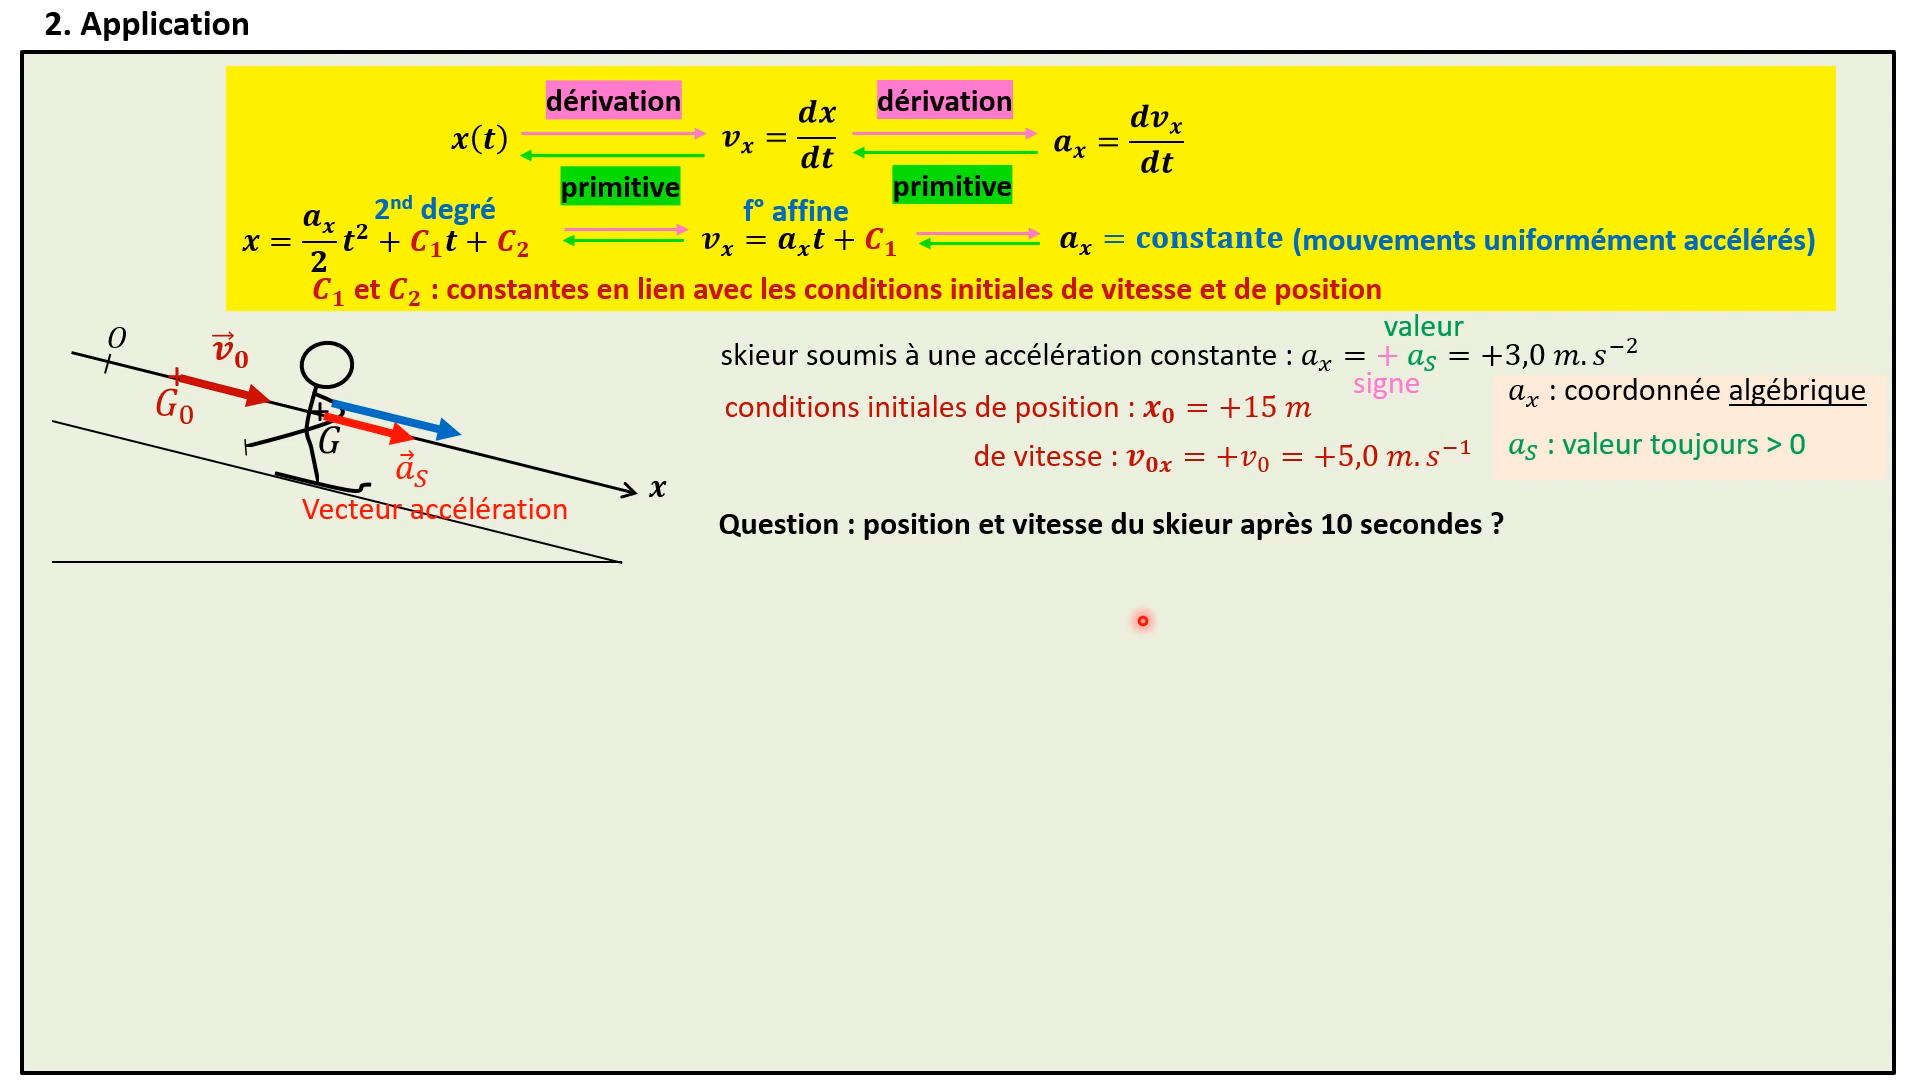 2. Application
dérivation dérivation
x(t) v_x = dx/dt a_x = dv_x/dt
primitive primitive
2nd degré f° affine
x = a_x/2 t² + C₁t + C₂ v_x = a_x t + C₁ a_x = constante (mouvements uniformément accélérés)
C₁ et C₂ : constantes en lien avec les conditions initiales de vitesse et de position
O
v⃗₀
G₀
G
a⃗_S
x
Vecteur accélération
valeur
skieur soumis à une accélération constante : a_x = + a_S = +3,0 m.s⁻²
signe
conditions initiales de position : x₀ = +15 m
de vitesse : v₀ₓ = +v₀ = +5,0 m.s⁻¹
a_x : coordonnée algébrique
a_S : valeur toujours > 0
Question : position et vitesse du skieur après 10 secondes ?